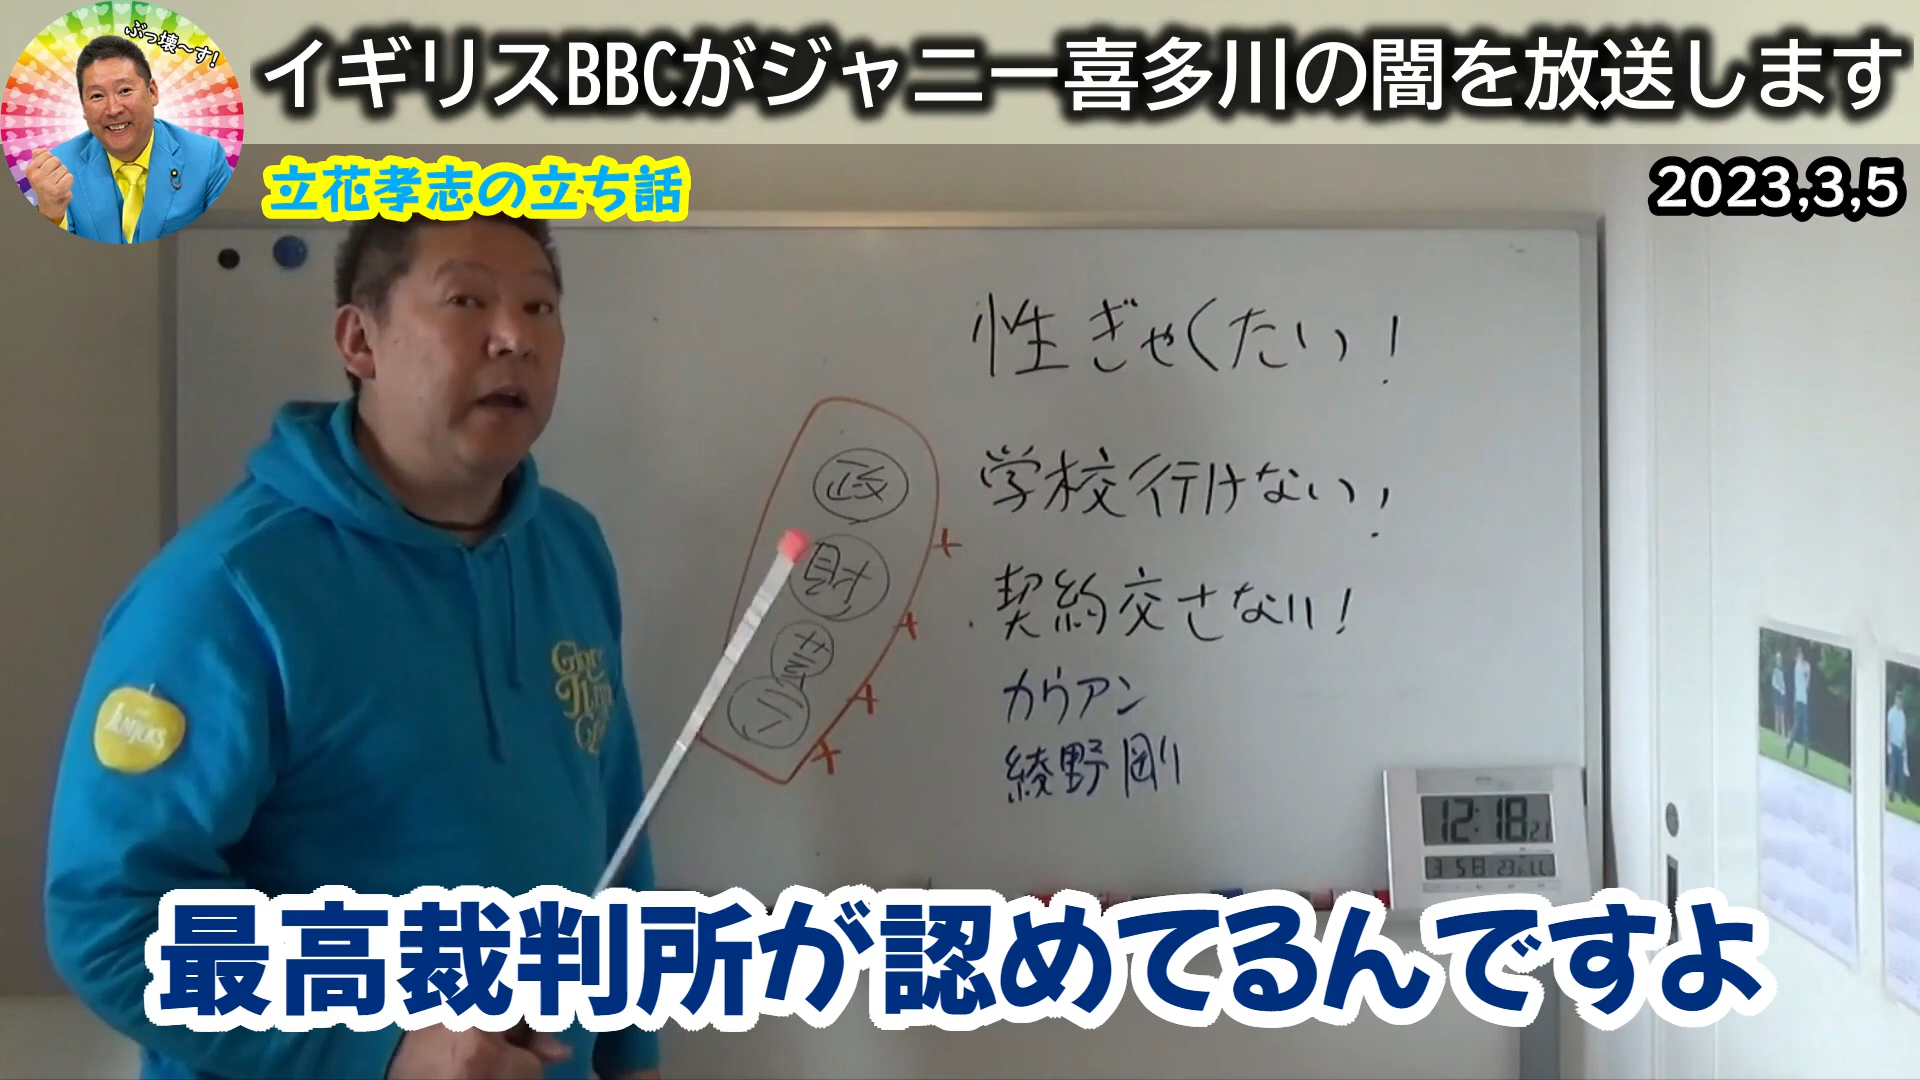 ぶっ壊～す!
イギリスBBCがジャニー喜多川の闇を放送します
立花孝志の立ち話
2023,3,5
性ぎゃくたい!
学校行けない!
契約交さない!
カウアン
綾野剛
政
財
芸
12:18 21
3 5日
最高裁判所が認めてるんですよ